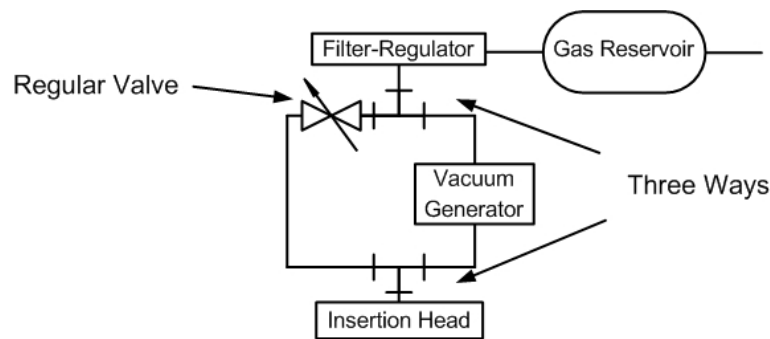 Filter-Regulator
Gas Reservoir
Regular Valve
Vacuum
Generator
Three Ways
Insertion Head